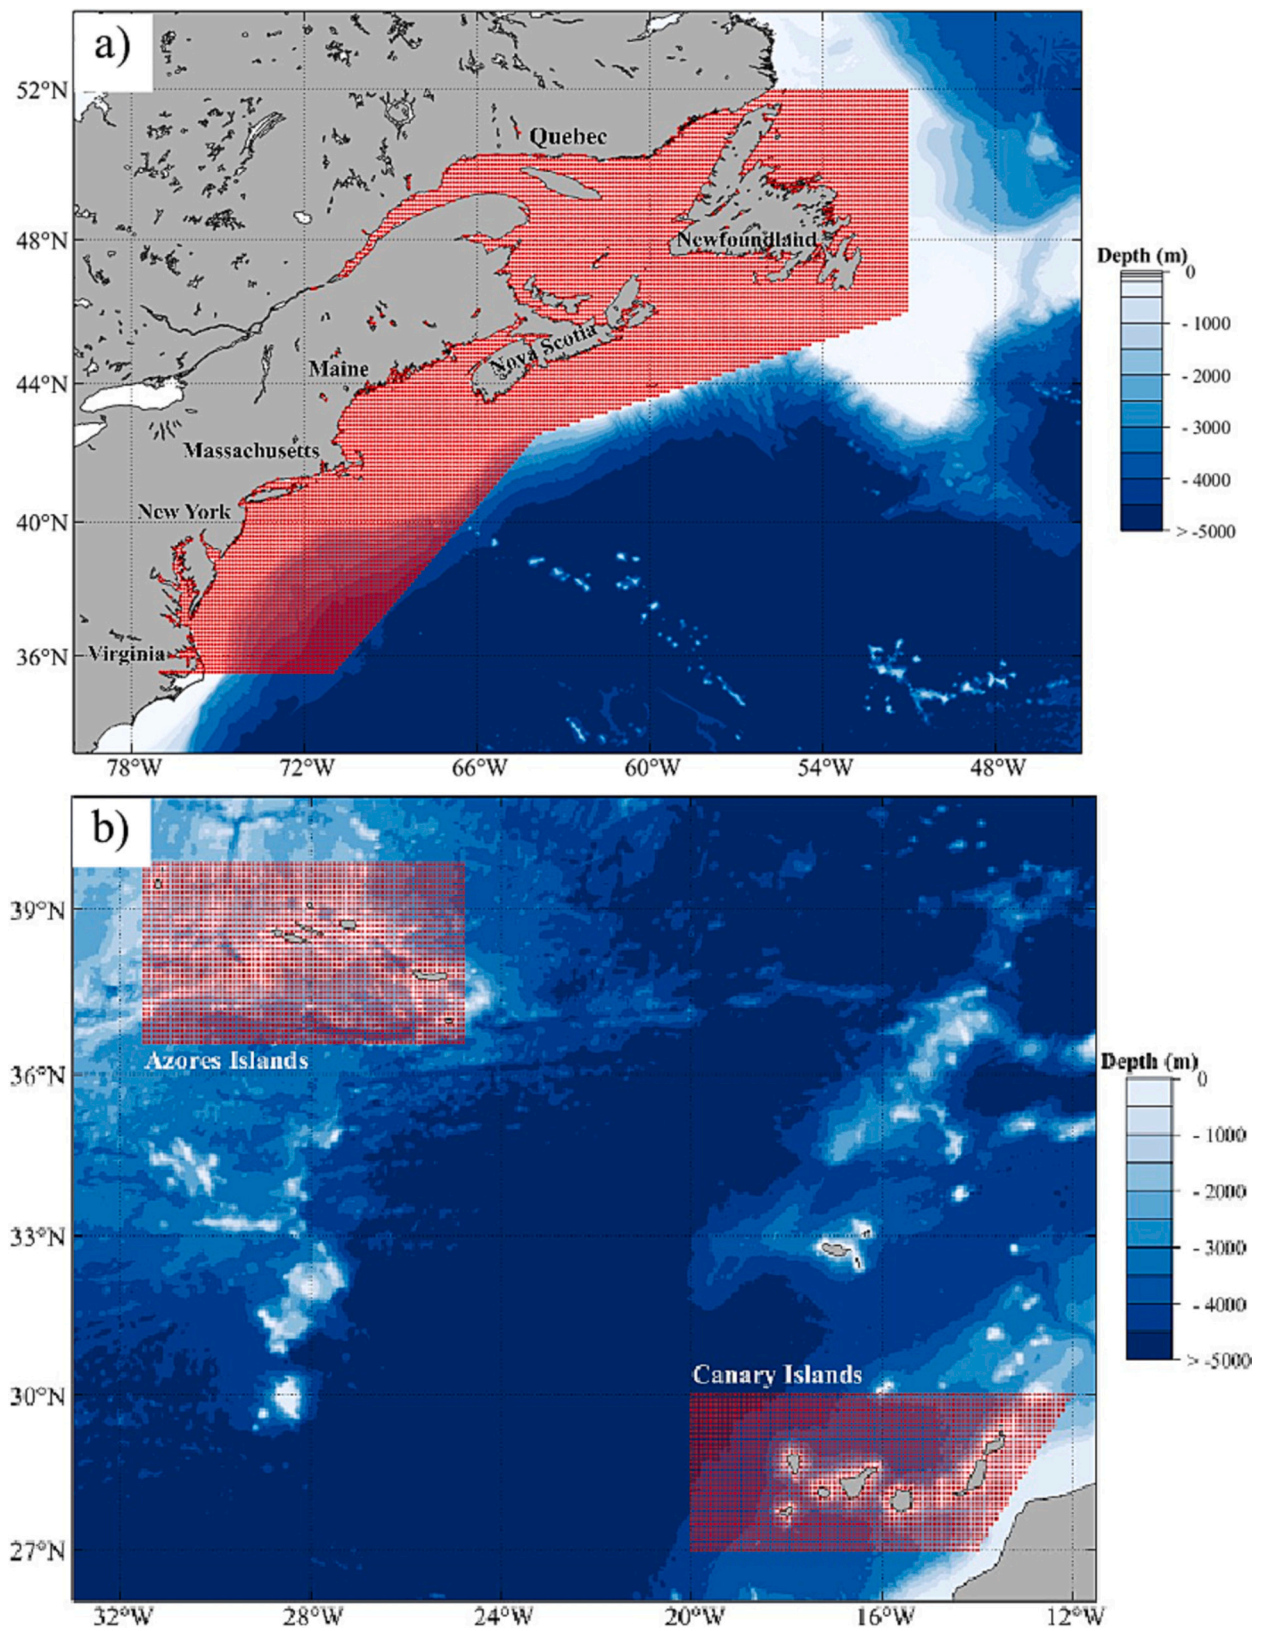 a)
52°N
Quebec
48°N
Newfoundland
Depth (m)
0
- 1000
Nova Scotia
Maine
- 2000
44°N
- 3000
Massachusetts
- 4000
New York
40°N
> -5000
36°N
Virginia
78°W 72°W 66°W 60°W 54°W 48°W
b)
39°N
Azores Islands
36°N
Depth (m)
0
- 1000
- 2000
33°N
- 3000
- 4000
> -5000
Canary Islands
30°N
27°N
32°W 28°W 24°W 20°W 16°W 12°W